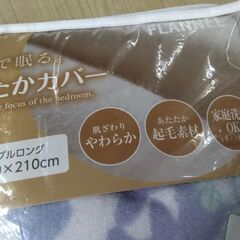 FLANNEL
で眠る。
たかカバー
focus of the bedroom.
肌ざわり
やわらか
あたたか
起毛素材
家庭洗
OK
ブルロング
×210cm